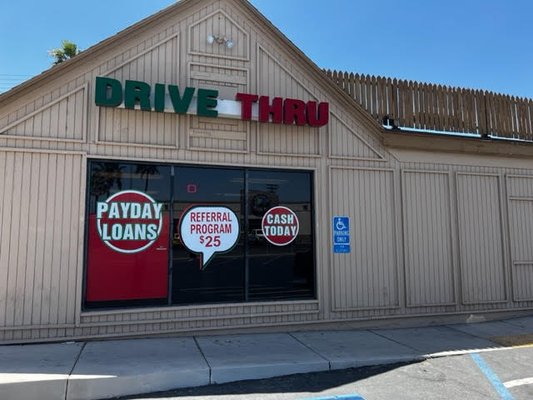 DRIVE THRU
PAYDAY
LOANS
REFERRAL
PROGRAM
$25
CASH
TODAY
PARKING
ONLY